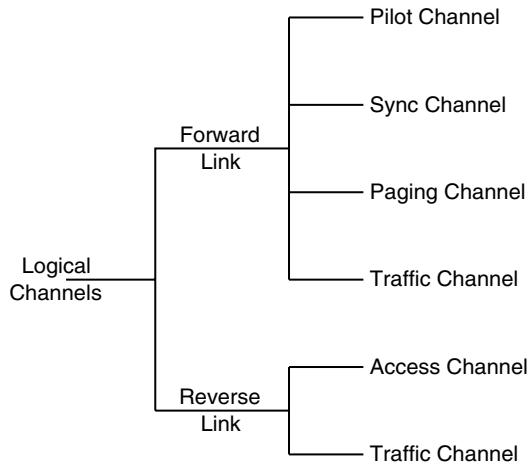 Pilot Channel
Sync Channel
Forward
Link
Paging Channel
Logical
Channels
Traffic Channel
Access Channel
Reverse
Link
Traffic Channel